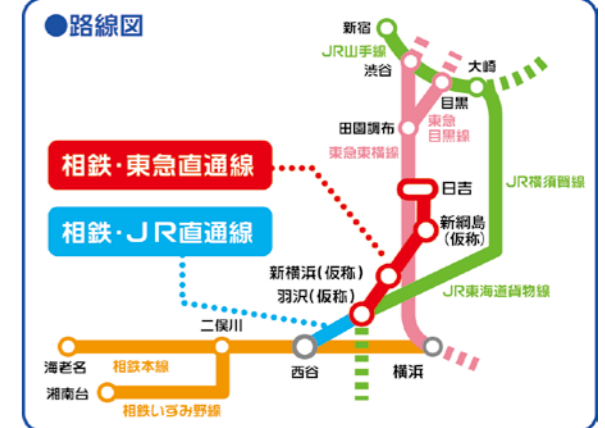 ●路線図
新宿
JR山手線
渋谷
大崎
目黒
田園調布
東急
目黒線
東急東横線
相鉄・東急直通線
日吉
JR横須賀線
相鉄・JR直通線
新綱島
(仮称)
新横浜(仮称)
羽沢(仮称)
JR東海道貨物線
二俣川
海老名
相鉄本線
西谷
横浜
湘南台
相鉄いずみ野線